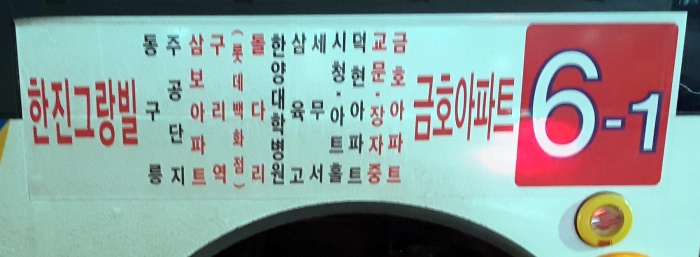 한진그랑빌
동구릉
주공단지
삼보아파트
구리역
(롯데백화점)
돌다리
한양대학병원
삼육고
세무서
시청·아트홀
덕현아파트
교문·장자중
금호아파트
금호아파트
6-1